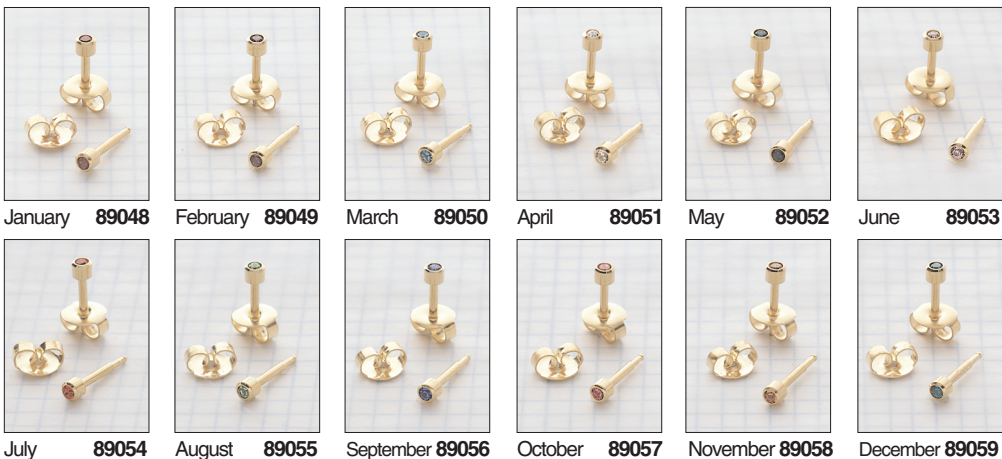 January 89048 February 89049 March 89050 April 89051 May 89052 June 89053
July 89054 August 89055 September 89056 October 89057 November 89058 December 89059